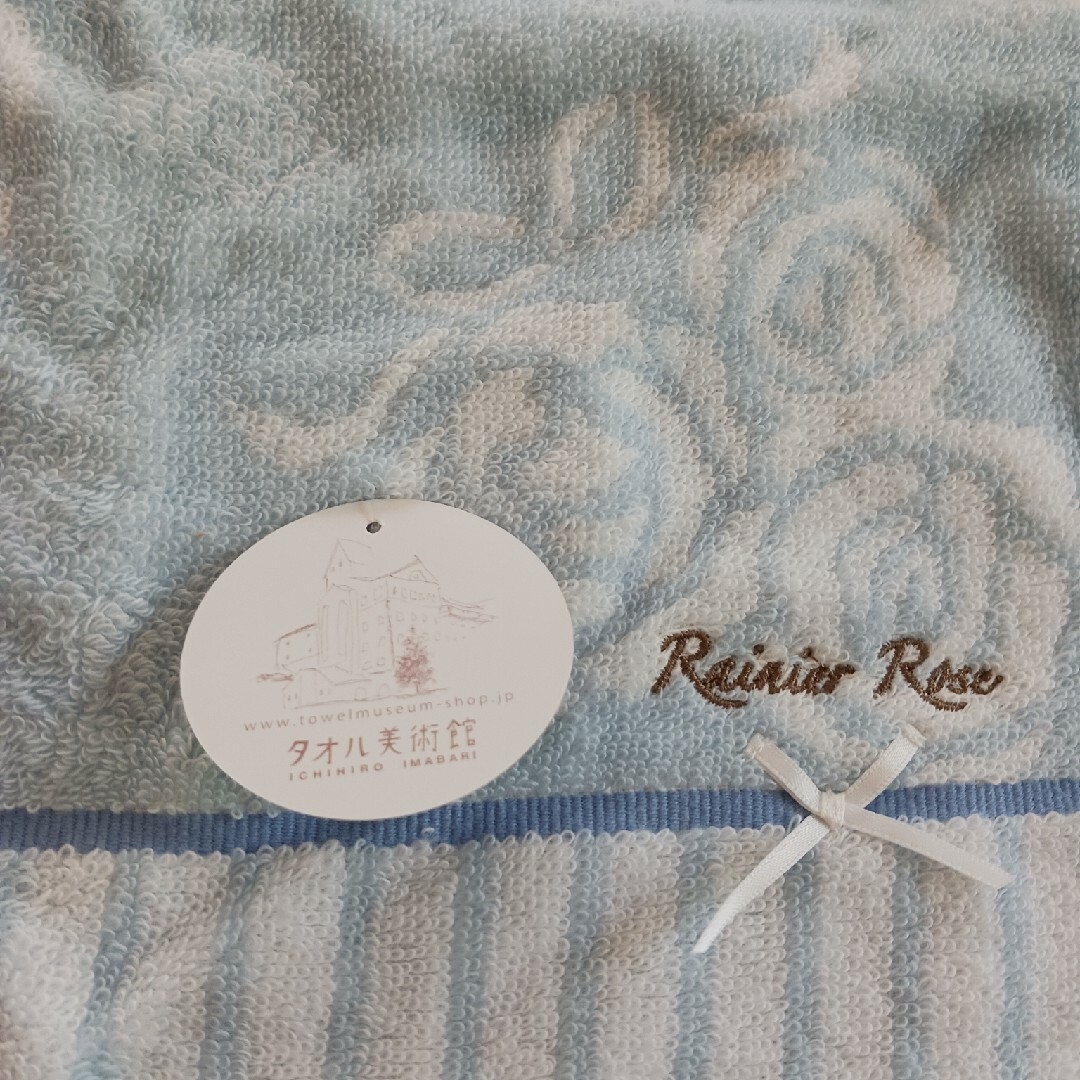 www.towelmuseum-shop.jp
タオル美術館
ICHIHIRO IMABARI
Rainier Rose